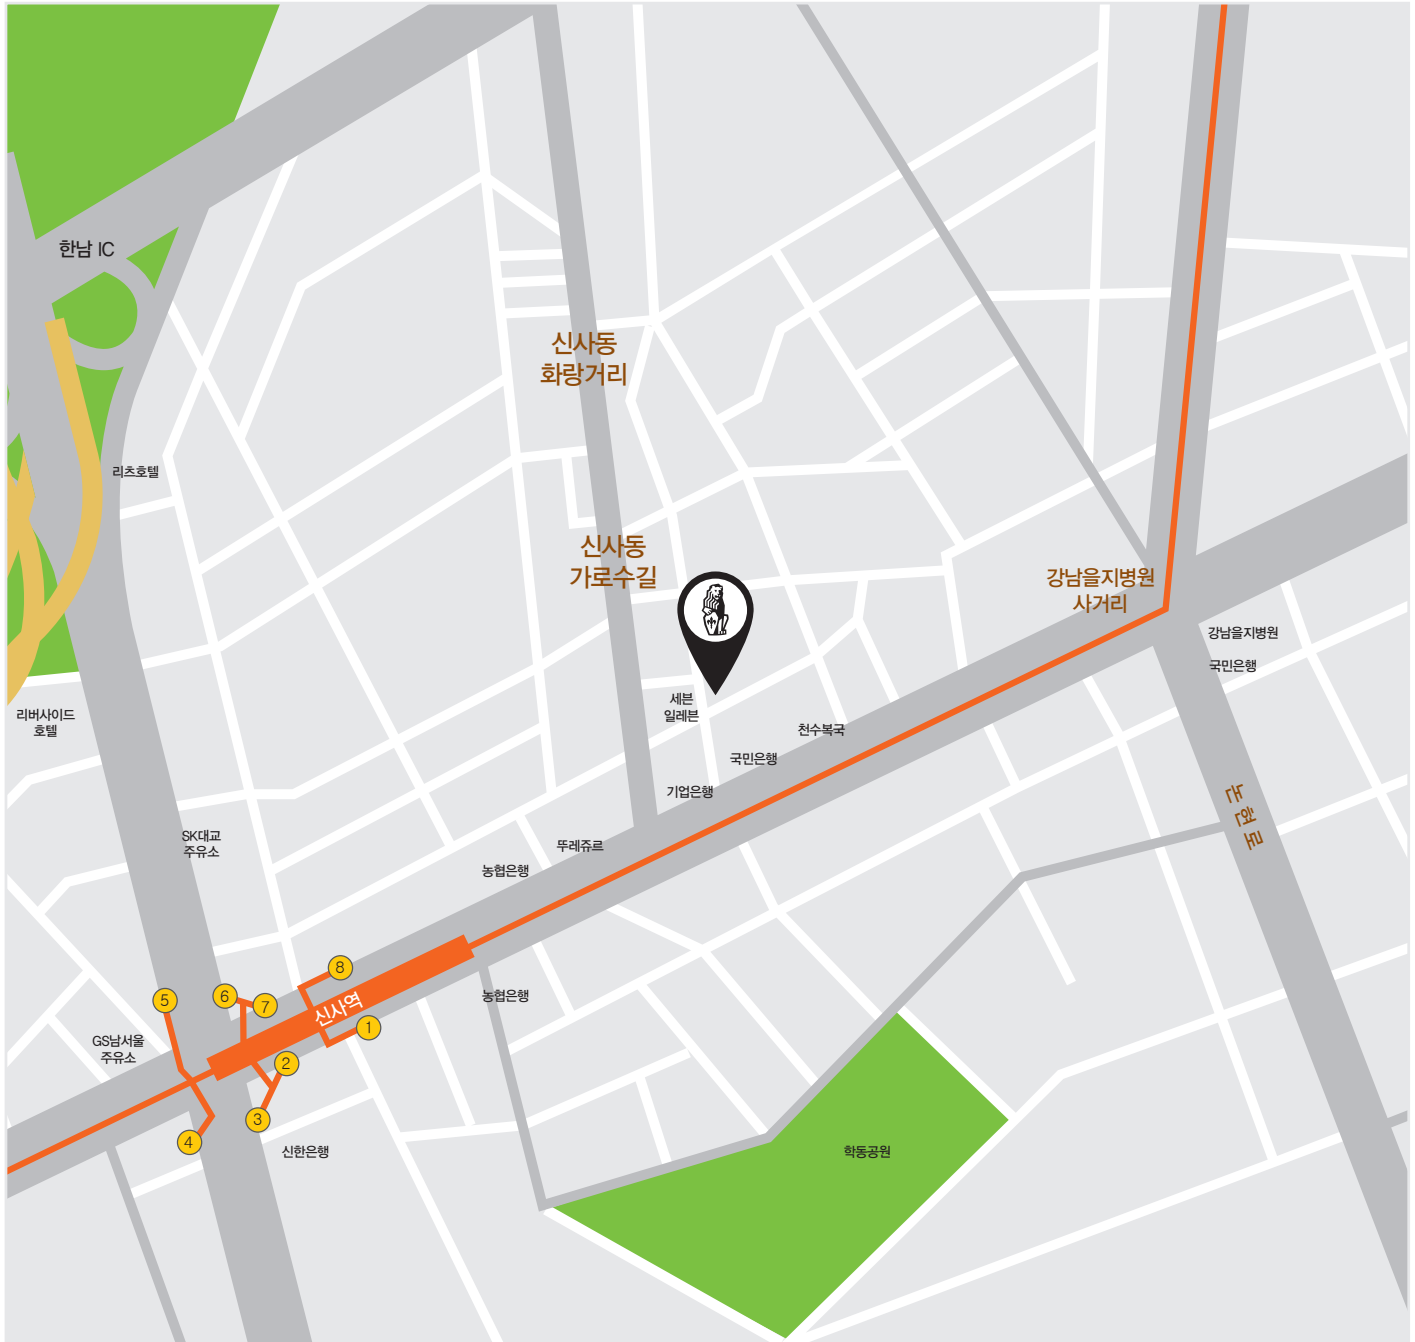 한남 IC
신사동
화랑거리
리츠호텔
신사동
가로수길
강남을지병원
사거리
강남을지병원
국민은행
세븐
일레븐
리버사이드
호텔
천수복국
국민은행
기업은행
논현로
SK대교
주유소
뚜레쥬르
농협은행
8
5
6
7
신사역
농협은행
1
GS남서울
주유소
2
3
4
신한은행
학동공원